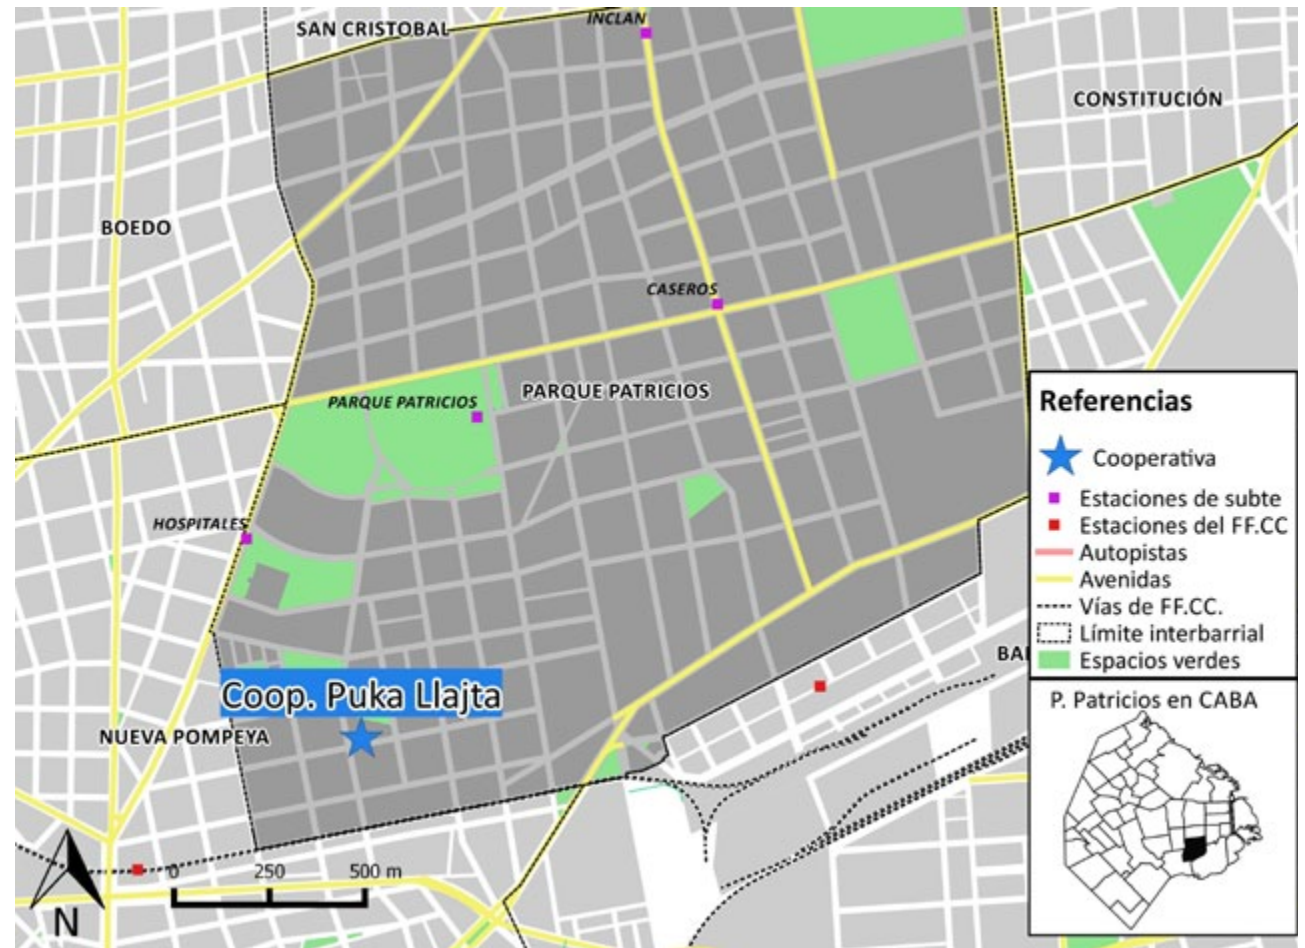 SAN CRISTOBAL
INCLAN
CONSTITUCIÓN
BOEDO
CASEROS
PARQUE PATRICIOS
PARQUE PATRICIOS
HOSPITALES
Coop. Puka Llajta
NUEVA POMPEYA
BAR
0 250 500 m
N
Referencias
Cooperativa
Estaciones de subte
Estaciones del FF.CC
Autopistas
Avenidas
Vías de FF.CC.
Límite interbarrial
Espacios verdes
P. Patricios en CABA